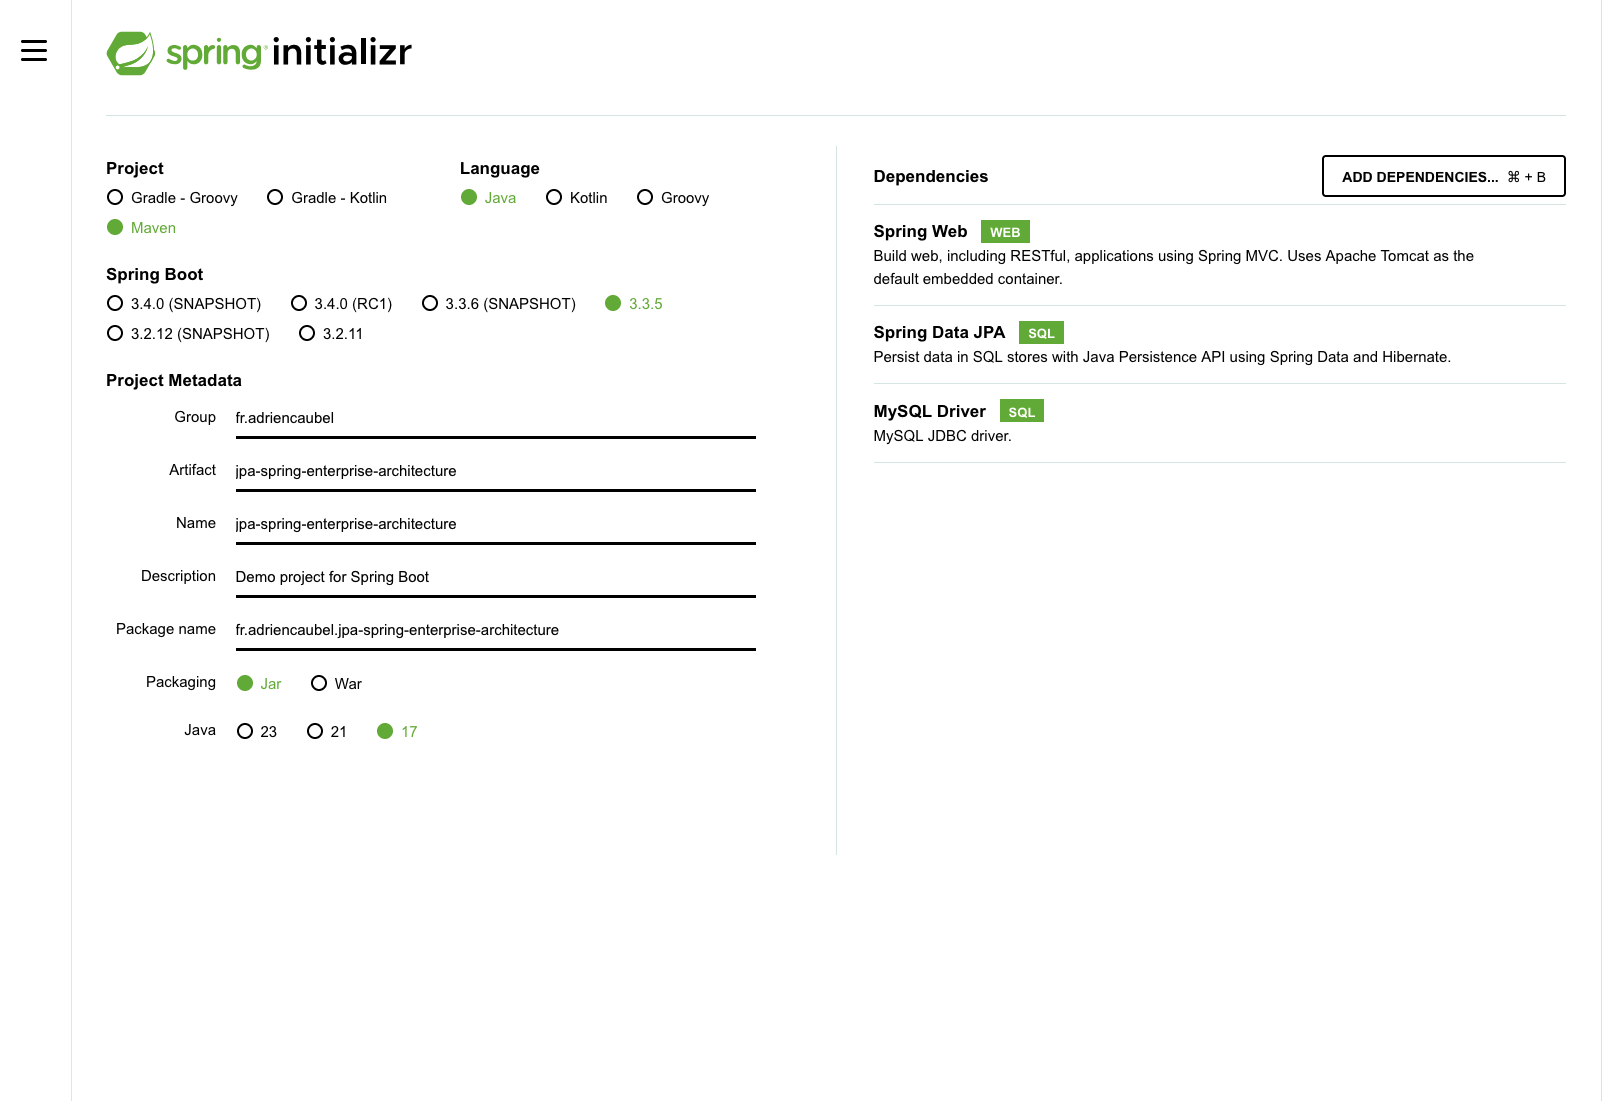 spring initializr
Project
Gradle - Groovy Gradle - Kotlin
Maven
Language
Java Kotlin Groovy
Spring Boot
3.4.0 (SNAPSHOT) 3.4.0 (RC1) 3.3.6 (SNAPSHOT) 3.3.5
3.2.12 (SNAPSHOT) 3.2.11
Project Metadata
Group fr.adriencaubel
Artifact jpa-spring-enterprise-architecture
Name jpa-spring-enterprise-architecture
Description Demo project for Spring Boot
Package name fr.adriencaubel.jpa-spring-enterprise-architecture
Packaging Jar War
Java 23 21 17
Dependencies ADD DEPENDENCIES... ⌘ + B
Spring Web WEB
Build web, including RESTful, applications using Spring MVC. Uses Apache Tomcat as the
default embedded container.
Spring Data JPA SQL
Persist data in SQL stores with Java Persistence API using Spring Data and Hibernate.
MySQL Driver SQL
MySQL JDBC driver.